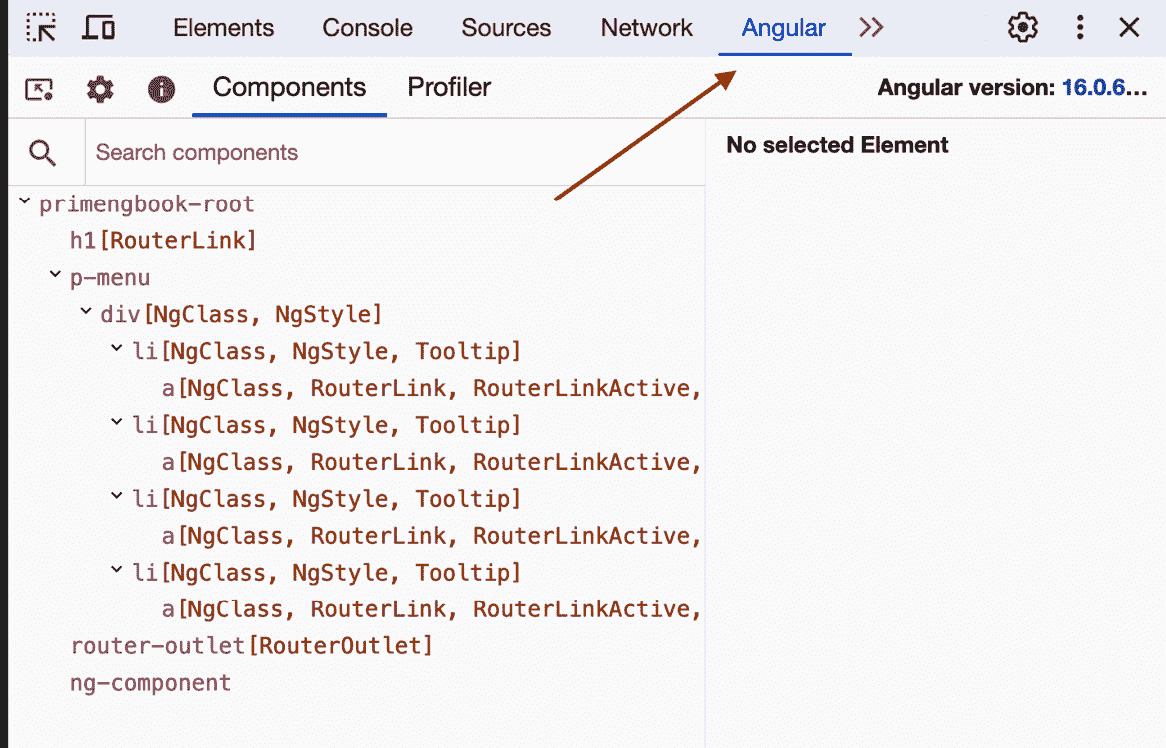 Elements Console Sources Network Angular
Components Profiler Angular version: 16.0.6...
Search components
No selected Element
primengbook-root
h1[RouterLink]
p-menu
div[NgClass, NgStyle]
li[NgClass, NgStyle, Tooltip]
a[NgClass, RouterLink, RouterLinkActive,
li[NgClass, NgStyle, Tooltip]
a[NgClass, RouterLink, RouterLinkActive,
li[NgClass, NgStyle, Tooltip]
a[NgClass, RouterLink, RouterLinkActive,
li[NgClass, NgStyle, Tooltip]
a[NgClass, RouterLink, RouterLinkActive,
router-outlet[RouterOutlet]
ng-component